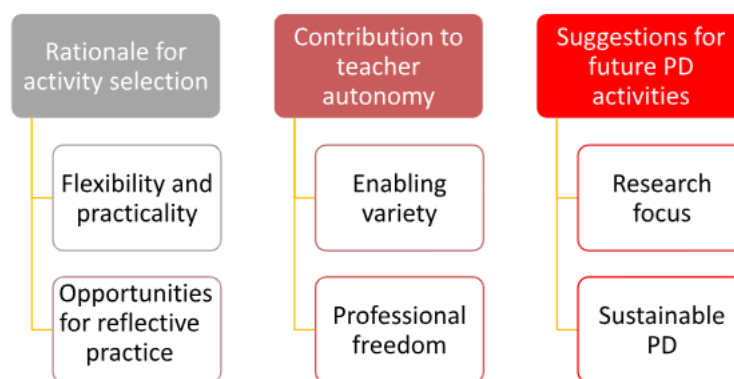 Rationale for
activity selection
Flexibility and
practicality
Opportunities
for reflective
practice
Contribution to
teacher
autonomy
Enabling
variety
Professional
freedom
Suggestions for
future PD
activities
Research
focus
Sustainable
PD